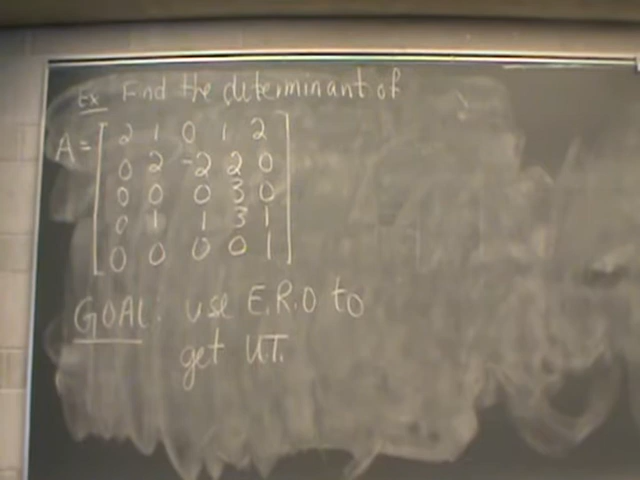 Ex Find the determinant of
A = [ 2 1 0 1 2
0 2 -2 2 0
0 0 0 3 0
0 1 1 3 1
0 0 0 0 1 ]
GOAL: use E.R.O to
get U.T.